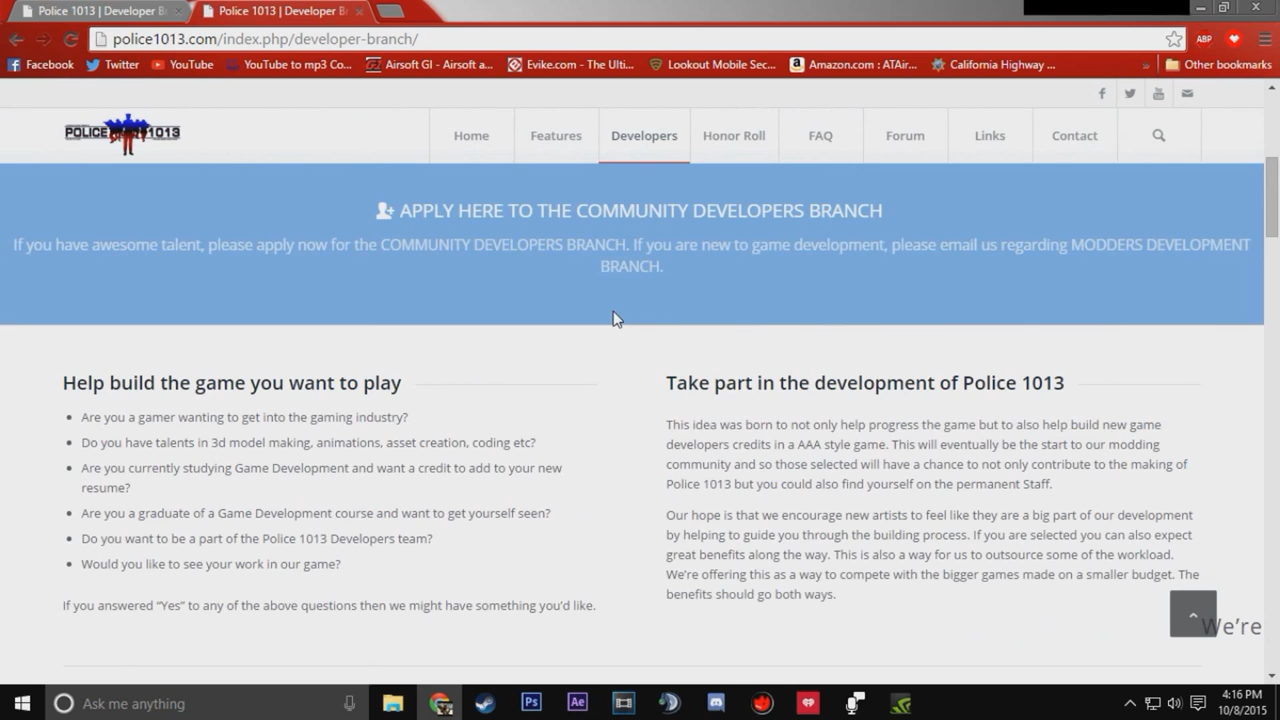 Police 1013 | Developer B
Police 1013 | Developer B
police1013.com/index.php/developer-branch/
ABP
Facebook
Twitter
YouTube
YouTube to mp3 Co...
Airsoft GI - Airsoft a...
Evike.com - The Ulti...
Lookout Mobile Sec...
Amazon.com : ATAir...
California Highway ...
»
Other bookmarks
POLICE 1013
Home
Features
Developers
Honor Roll
FAQ
Forum
Links
Contact
APPLY HERE TO THE COMMUNITY DEVELOPERS BRANCH
If you have awesome talent, please apply now for the COMMUNITY DEVELOPERS BRANCH. If you are new to game development, please email us regarding MODDERS DEVELOPMENT
BRANCH.
Help build the game you want to play
• Are you a gamer wanting to get into the gaming industry?
• Do you have talents in 3d model making, animations, asset creation, coding etc?
• Are you currently studying Game Development and want a credit to add to your new
resume?
• Are you a graduate of a Game Development course and want to get yourself seen?
• Do you want to be a part of the Police 1013 Developers team?
• Would you like to see your work in our game?
If you answered “Yes” to any of the above questions then we might have something you’d like.
Take part in the development of Police 1013
This idea was born to not only help progress the game but to also help build new game
developers credits in a AAA style game. This will eventually be the start to our modding
community and so those selected will have a chance to not only contribute to the making of
Police 1013 but you could also find yourself on the permanent Staff.
Our hope is that we encourage new artists to feel like they are a big part of our development
by helping to guide you through the building process. If you are selected you can also expect
great benefits along the way. This is also a way for us to outsource some of the workload.
We’re offering this as a way to compete with the bigger games made on a smaller budget. The
benefits should go both ways.
We’re
Ask me anything
Ps
Ae
4:16 PM
10/8/2015